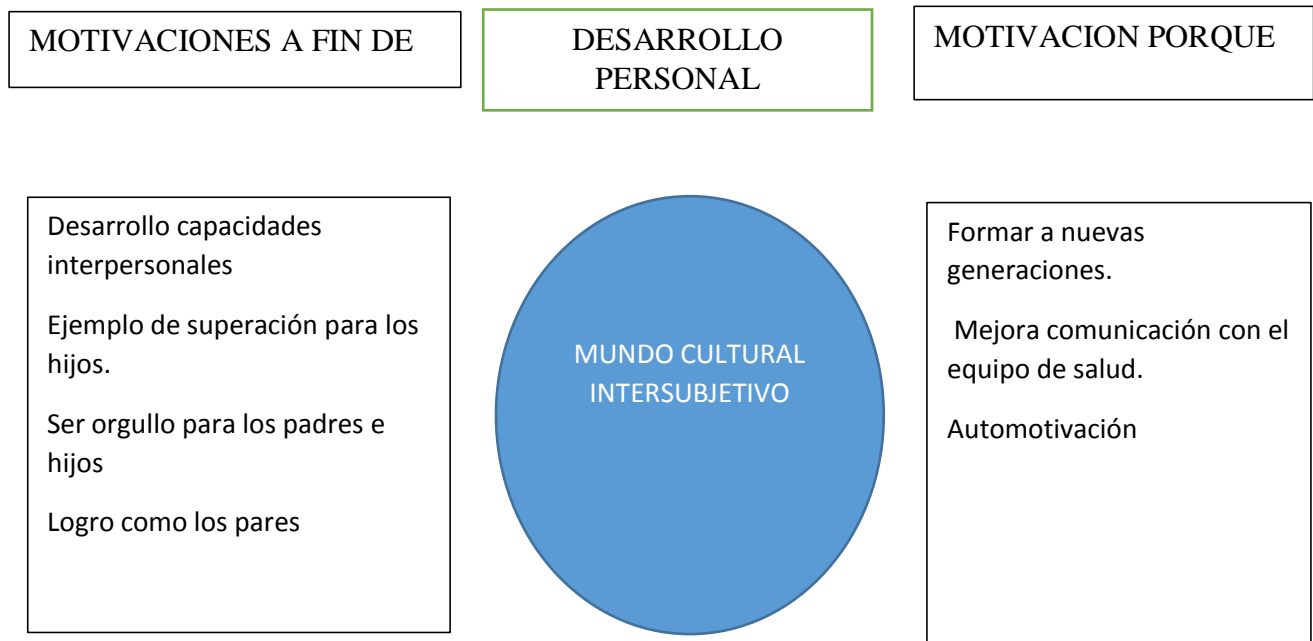 MOTIVACIONES A FIN DE
DESARROLLO
PERSONAL
MOTIVACION PORQUE
Desarrollo capacidades
interpersonales
Ejemplo de superación para los
hijos.
Ser orgullo para los padres e
hijos
Logro como los pares
MUNDO CULTURAL
INTERSUBJETIVO
Formar a nuevas
generaciones.
Mejora comunicación con el
equipo de salud.
Automotivación